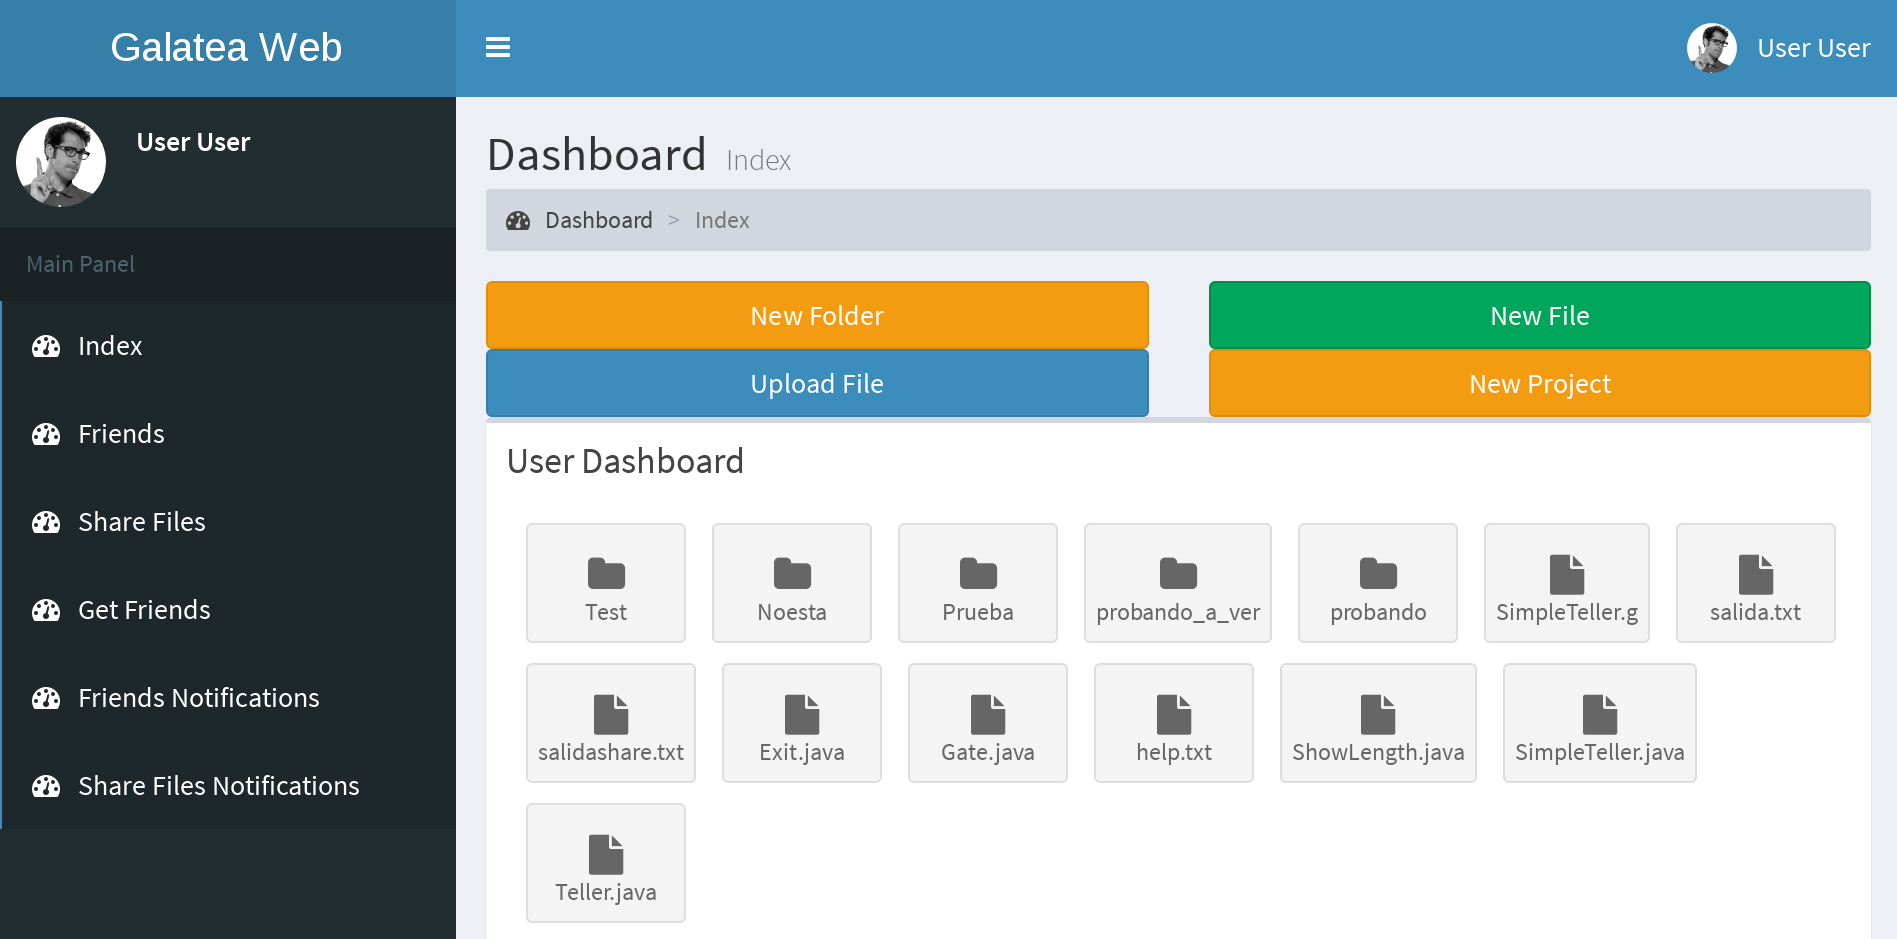 Galatea Web
User User
User User
Main Panel
Index
Friends
Share Files
Get Friends
Friends Notifications
Share Files Notifications
Dashboard Index
Dashboard > Index
New Folder
New File
Upload File
New Project
User Dashboard
Test
Noesta
Prueba
probando_a_ver
probando
SimpleTeller.g
salida.txt
salidashare.txt
Exit.java
Gate.java
help.txt
ShowLength.java
SimpleTeller.java
Teller.java